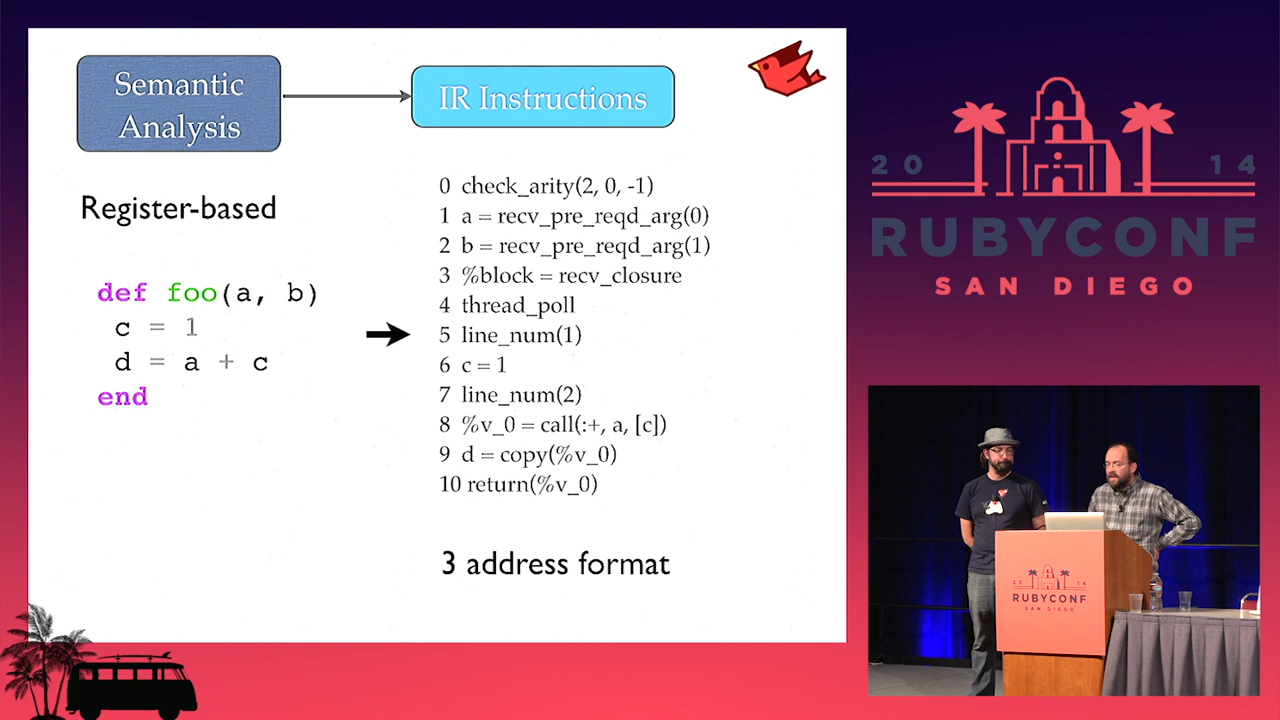 Semantic
Analysis
IR Instructions
Register-based
def foo(a, b)
c = 1
d = a + c
end
0 check_arity(2, 0, -1)
1 a = recv_pre_reqd_arg(0)
2 b = recv_pre_reqd_arg(1)
3 %block = recv_closure
4 thread_poll
5 line_num(1)
6 c = 1
7 line_num(2)
8 %v_0 = call(:+, a, [c])
9 d = copy(%v_0)
10 return(%v_0)
3 address format
20 14
RUBYCONF
SAN DIEGO
20 14
RUBYCONF
SAN DIEGO